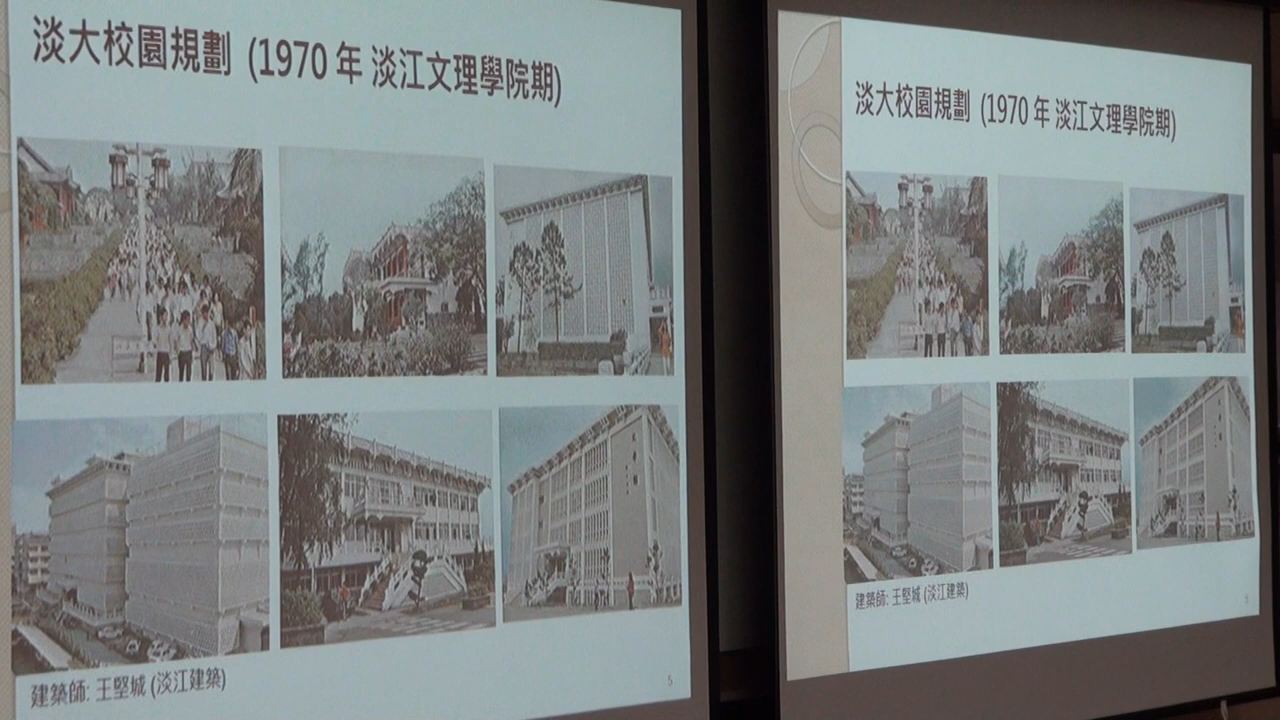 淡大校園規劃 (1970 年 淡江文理學院期)
建築師: 王堅城 (淡江建築)
5
淡大校園規劃 (1970 年 淡江文理學院期)
建築師: 王堅城 (淡江建築)
5